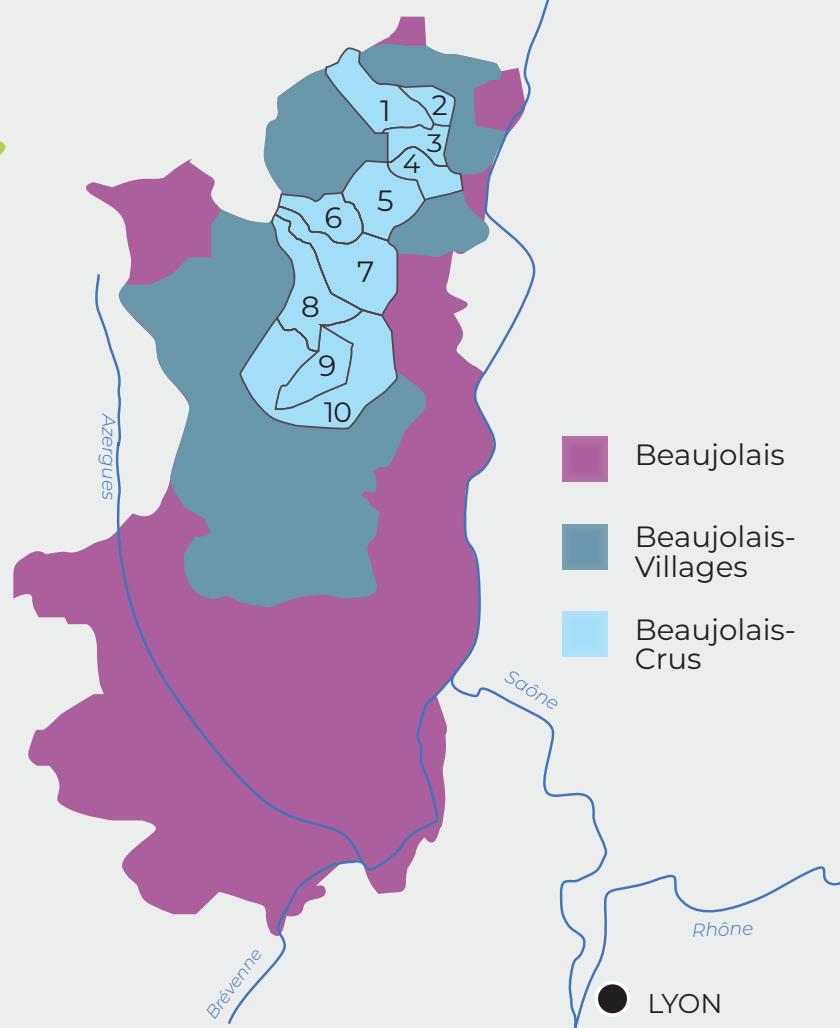 1
2
3
4
5
6
7
8
9
10
Azergues
Beaujolais
Beaujolais-
Villages
Beaujolais-
Crus
Saône
Rhône
Brévenne
LYON